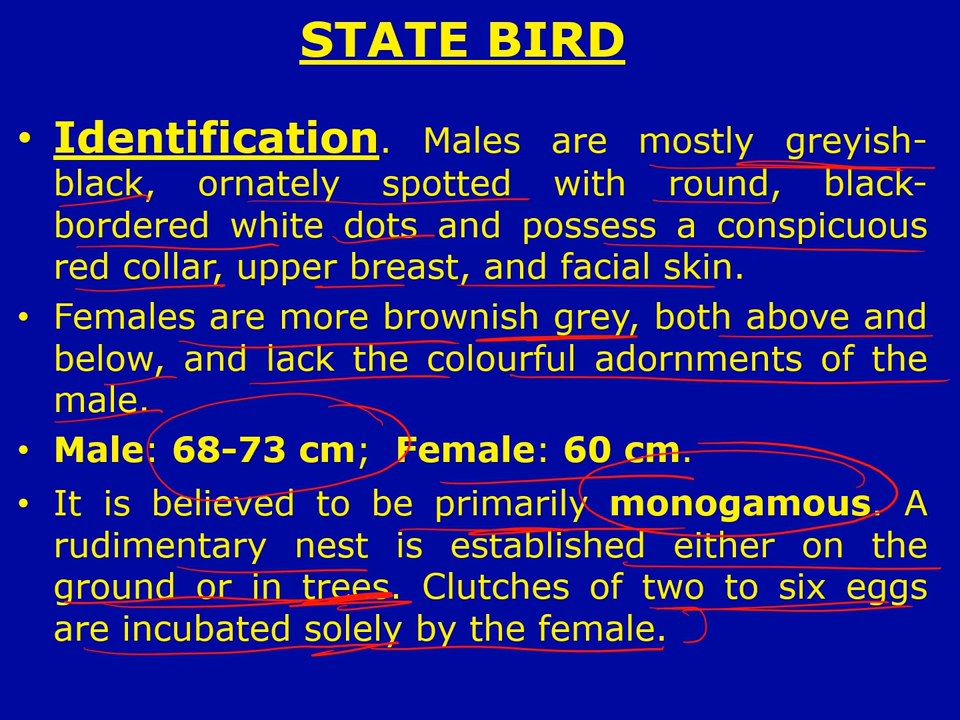 STATE BIRD
• Identification. Males are mostly greyish-
black, ornately spotted with round, black-
bordered white dots and possess a conspicuous
red collar, upper breast, and facial skin.
• Females are more brownish grey, both above and
below, and lack the colourful adornments of the
male.
• Male: 68-73 cm; Female: 60 cm.
• It is believed to be primarily monogamous. A
rudimentary nest is established either on the
ground or in trees. Clutches of two to six eggs
are incubated solely by the female.